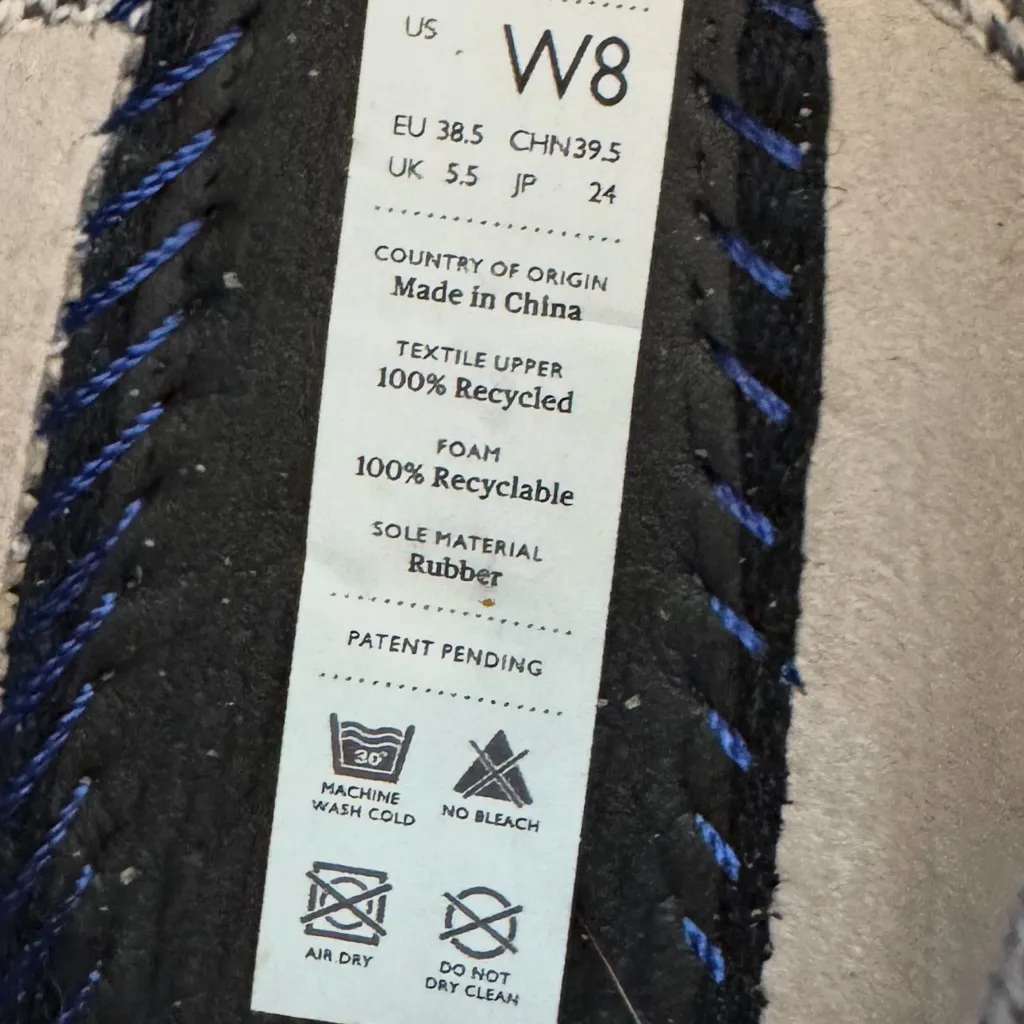 US W8
EU 38.5 CHN 39.5
UK 5.5 JP 24
COUNTRY OF ORIGIN
Made in China
TEXTILE UPPER
100% Recycled
FOAM
100% Recyclable
SOLE MATERIAL
Rubber
PATENT PENDING
30°
MACHINE
WASH COLD
NO BLEACH
AIR DRY
DO NOT
DRY CLEAN